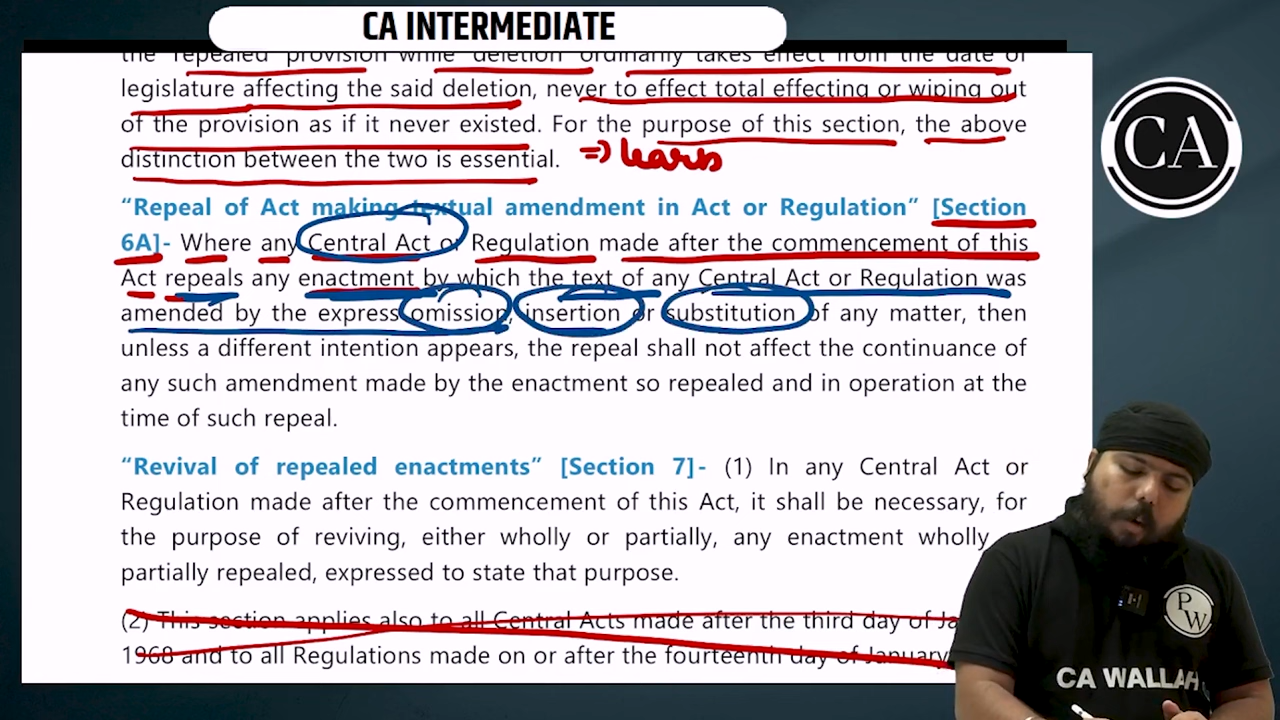 CA INTERMEDIATE
the repealed provision while deletion ordinarily takes effect from the date of
legislature affecting the said deletion, never to effect total effecting or wiping out
of the provision as if it never existed. For the purpose of this section, the above
distinction between the two is essential. => learn
“Repeal of Act making textual amendment in Act or Regulation” [Section
6A]- Where any Central Act or Regulation made after the commencement of this
Act repeals any enactment by which the text of any Central Act or Regulation was
amended by the express omission, insertion or substitution of any matter, then
unless a different intention appears, the repeal shall not affect the continuance of
any such amendment made by the enactment so repealed and in operation at the
time of such repeal.
“Revival of repealed enactments” [Section 7]- (1) In any Central Act or
Regulation made after the commencement of this Act, it shall be necessary, for
the purpose of reviving, either wholly or partially, any enactment wholly
partially repealed, expressed to state that purpose.
(2) This section applies also to all Central Acts made after the third day of
1968 and to all Regulations made on or after the fourteenth day of January
CA
PW
CA WALLAH